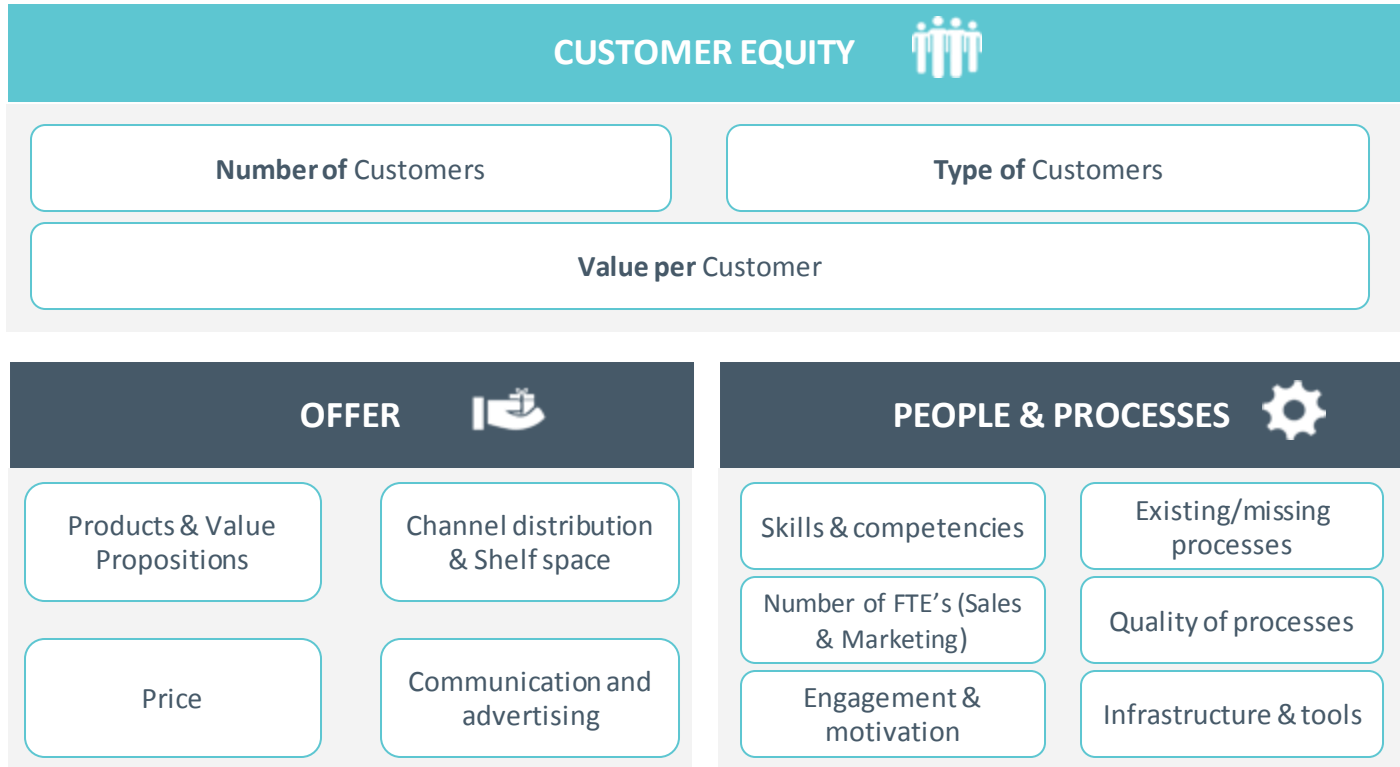 CUSTOMER EQUITY
Number of Customers
Type of Customers
Value per Customer
OFFER
Products & Value
Propositions
Channel distribution
& Shelf space
Price
Communication and
advertising
PEOPLE & PROCESSES
Skills & competencies
Existing/missing
processes
Number of FTE’s (Sales
& Marketing)
Quality of processes
Engagement &
motivation
Infrastructure & tools